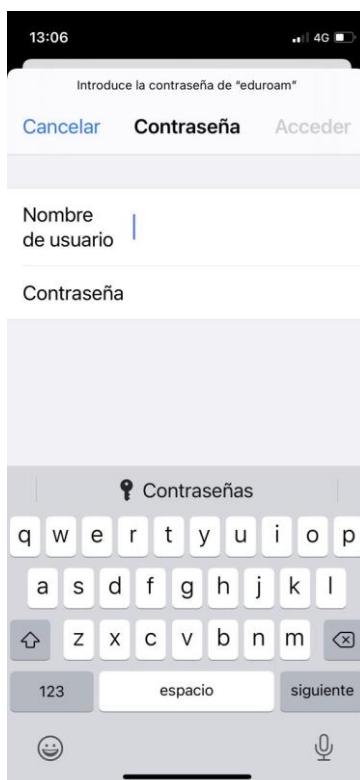 13:06 4G
Introduce la contraseña de “eduroam”
Cancelar Contraseña Acceder
Nombre
de usuario
Contraseña
Contraseñas
q w e r t y u i o p
a s d f g h j k l
z x c v b n m
123 espacio siguiente